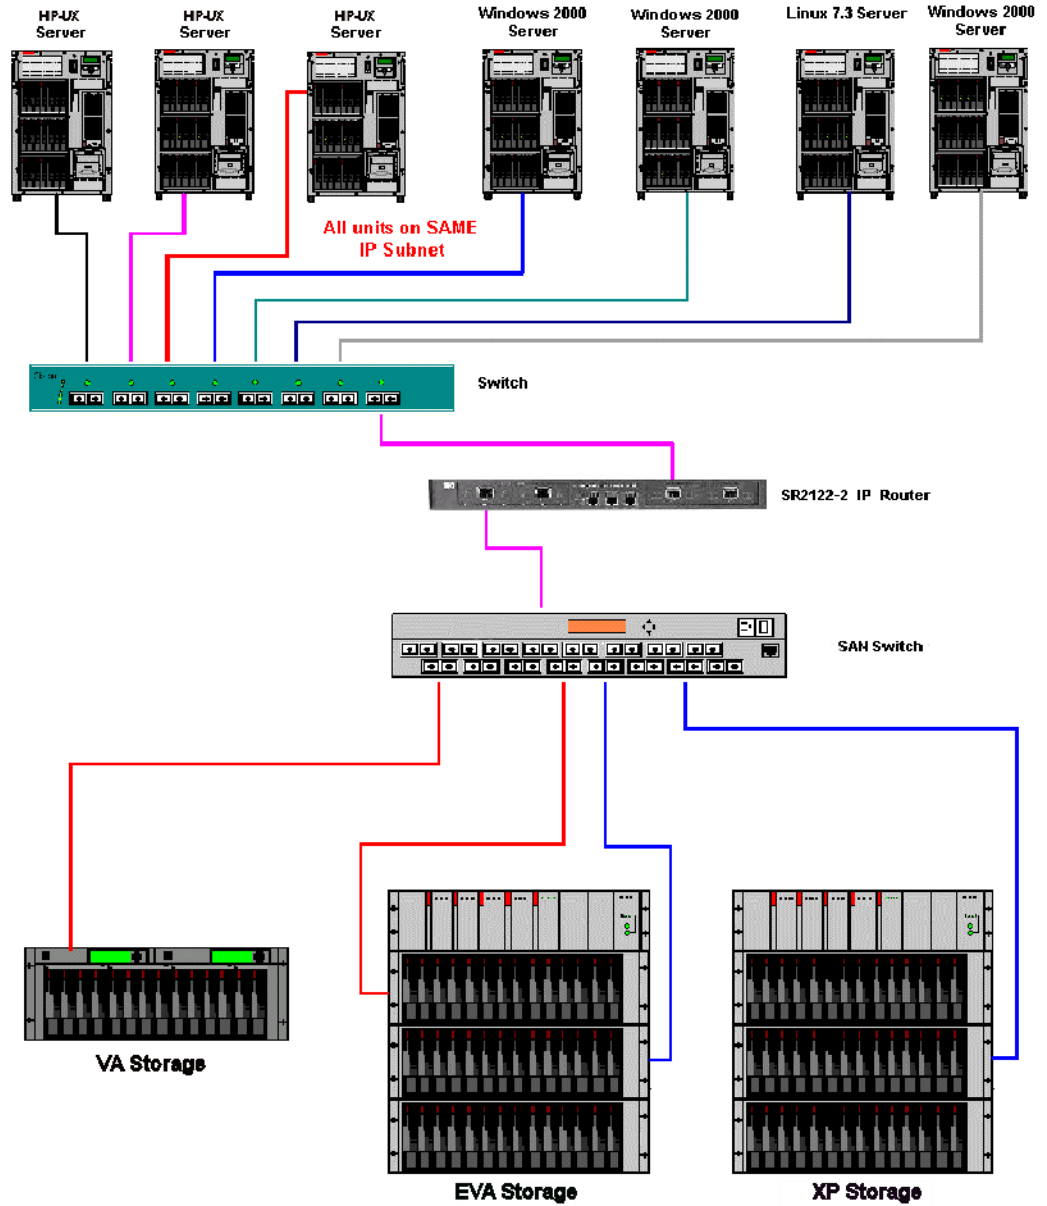 HP-UX
Server
HP-UX
Server
HP-UX
Server
Windows 2000
Server
Windows 2000
Server
Linux 7.3 Server
Windows 2000
Server
All units on SAME
IP Subnet
Switch
SR2122-2 IP Router
SAN Switch
VA Storage
EVA Storage
XP Storage